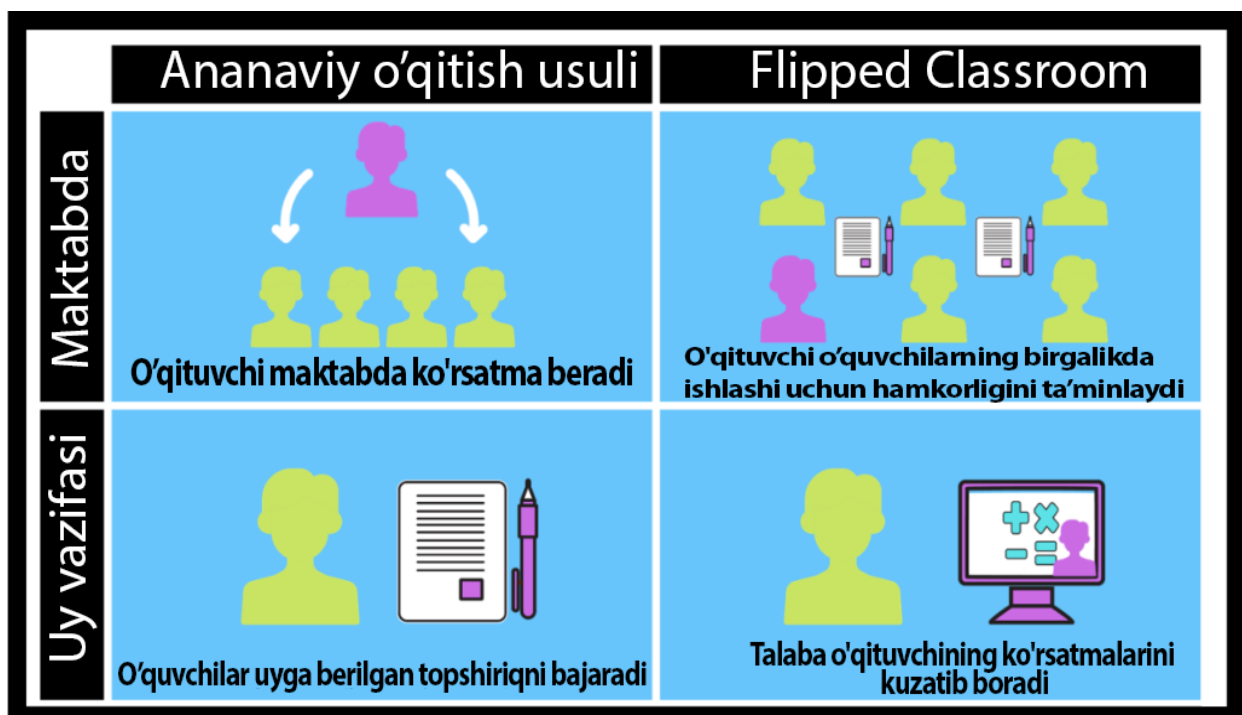 Ananaviy o‘qitish usuli
Flipped Classroom
Maktabda
O‘qituvchi maktabda ko'rsatma beradi
O'qituvchi o‘quvchilarning birgalikda
ishlashi uchun hamkorligini ta’minlaydi
Uy vazifasi
O‘quvchilar uyga berilgan topshiriqni bajaradi
Talaba o'qituvchining ko'rsatmalarini
kuzatib boradi